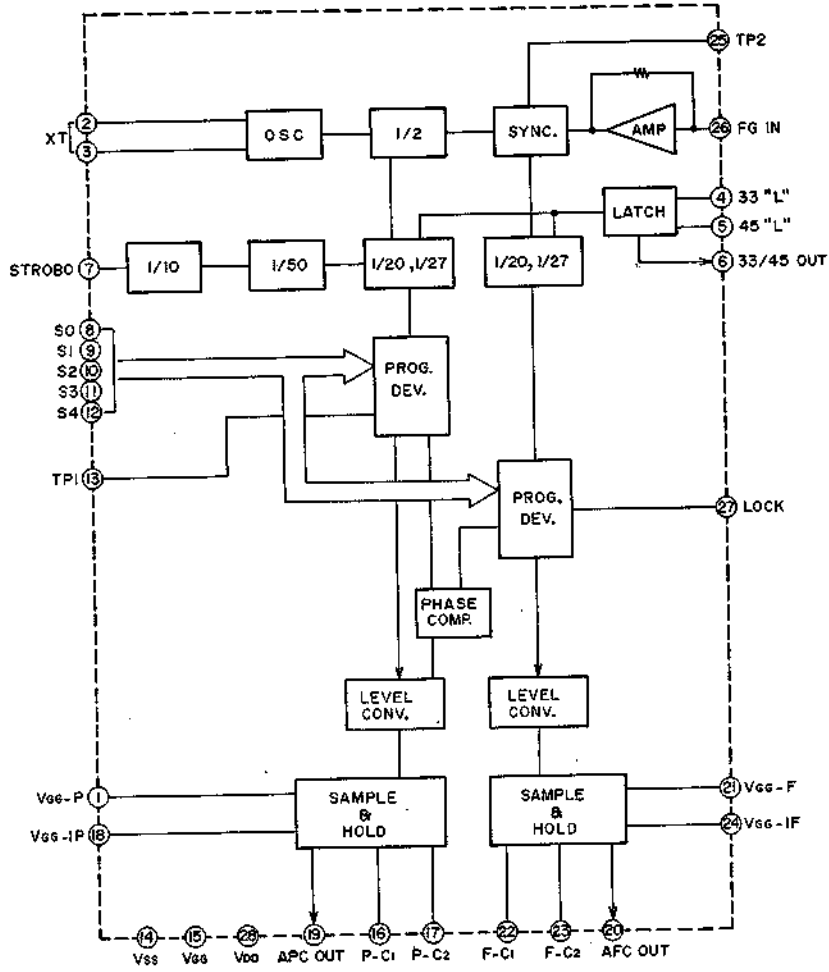 25 TP2
2
XT
3
OSC
1/2
SYNC.
AMP
26 FG IN
4 33 "L"
LATCH
5 45 "L"
6 33/45 OUT
STROBO 7
1/10
1/50
1/20, 1/27
1/20, 1/27
S0 8
S1 9
S2 10
S3 11
S4 12
PROG.
DEV.
TP1 13
PROG.
DEV.
27 LOCK
PHASE
COMP.
LEVEL
CONV.
LEVEL
CONV.
VGG-P 1
VGG-1P 18
SAMPLE
&
HOLD
SAMPLE
&
HOLD
21 VGG-F
24 VGG-1F
14 15 28 19 16 17 22 23 20
VSS VGG VDD APC OUT P-C1 P-C2 F-C1 F-C2 AFC OUT